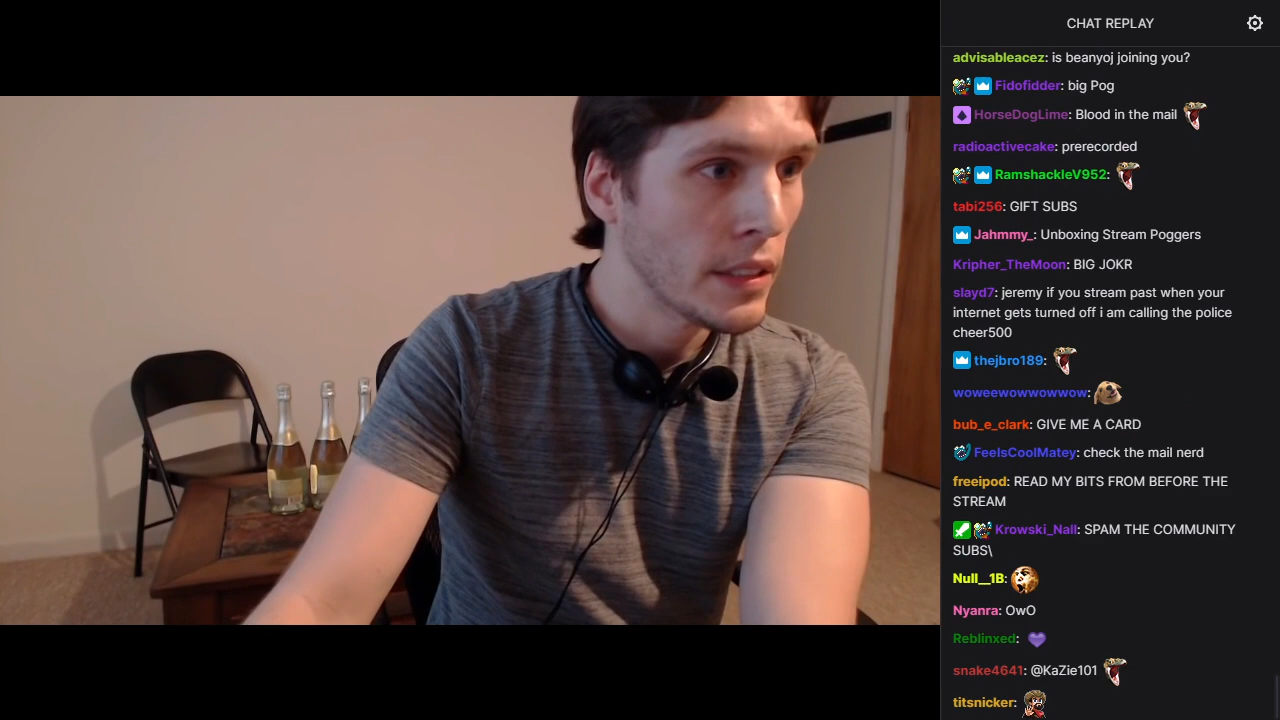 CHAT REPLAY
advisableacez: is beanyoj joining you?
Fidofidder: big Pog
HorseDogLime: Blood in the mail
radioactivecake: prerecorded
RamshackleV952:
tabi256: GIFT SUBS
Jahmmy_: Unboxing Stream Poggers
Kripher_TheMoon: BIG JOKR
slayd7: jeremy if you stream past when your
internet gets turned off i am calling the police
cheer500
thejbro189:
woweewowwowwow:
bub_e_clark: GIVE ME A CARD
FeelsCoolMatey: check the mail nerd
freeipod: READ MY BITS FROM BEFORE THE
STREAM
Krowski_Nall: SPAM THE COMMUNITY
SUBS\
Null__1B:
Nyanra: OwO
Reblinxed:
snake4641: @KaZie101
titsnicker: